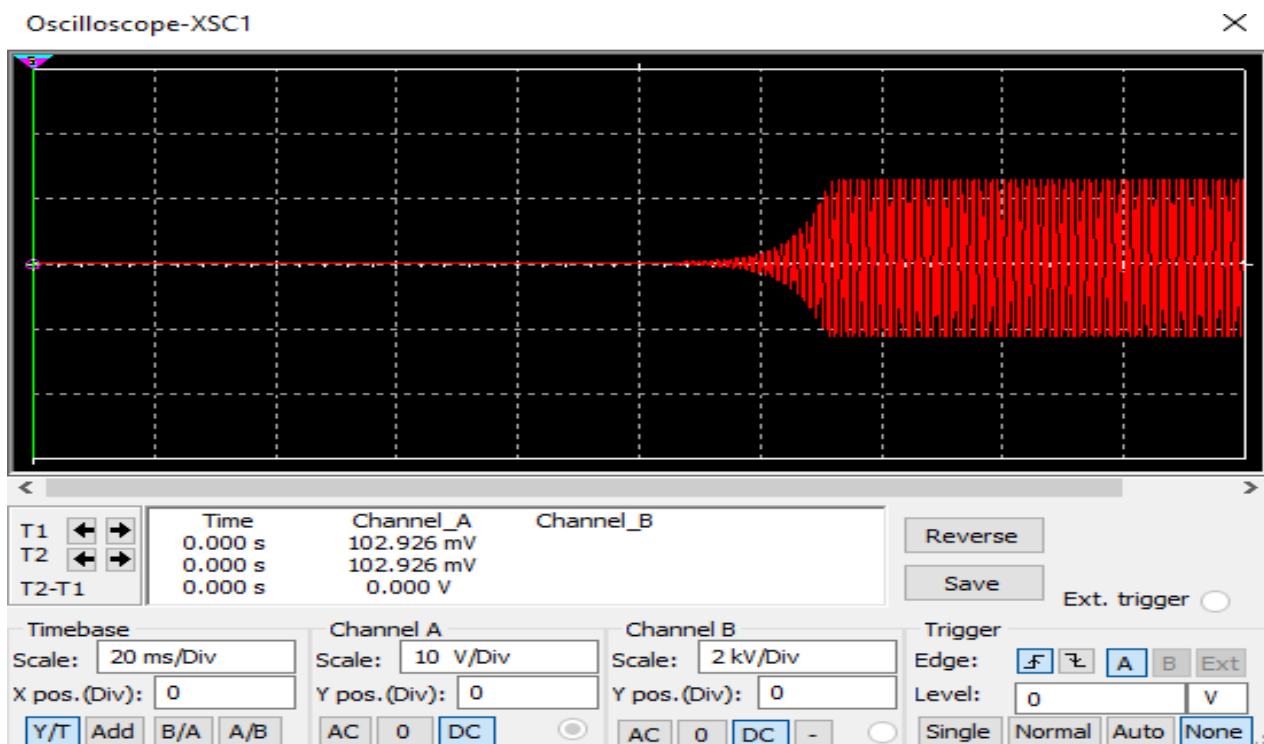 Oscilloscope-XSC1
Time Channel_A Channel_B
T1 0.000 s 102.926 mV
T2 0.000 s 102.926 mV
T2-T1 0.000 s 0.000 V
Reverse
Save
Ext. trigger
Timebase
Scale: 20 ms/Div
X pos.(Div): 0
Y/T Add B/A A/B
Channel A
Scale: 10 V/Div
Y pos.(Div): 0
AC 0 DC
Channel B
Scale: 2 kV/Div
Y pos.(Div): 0
AC 0 DC -
Trigger
Edge: A B Ext
Level: 0 V
Single Normal Auto None